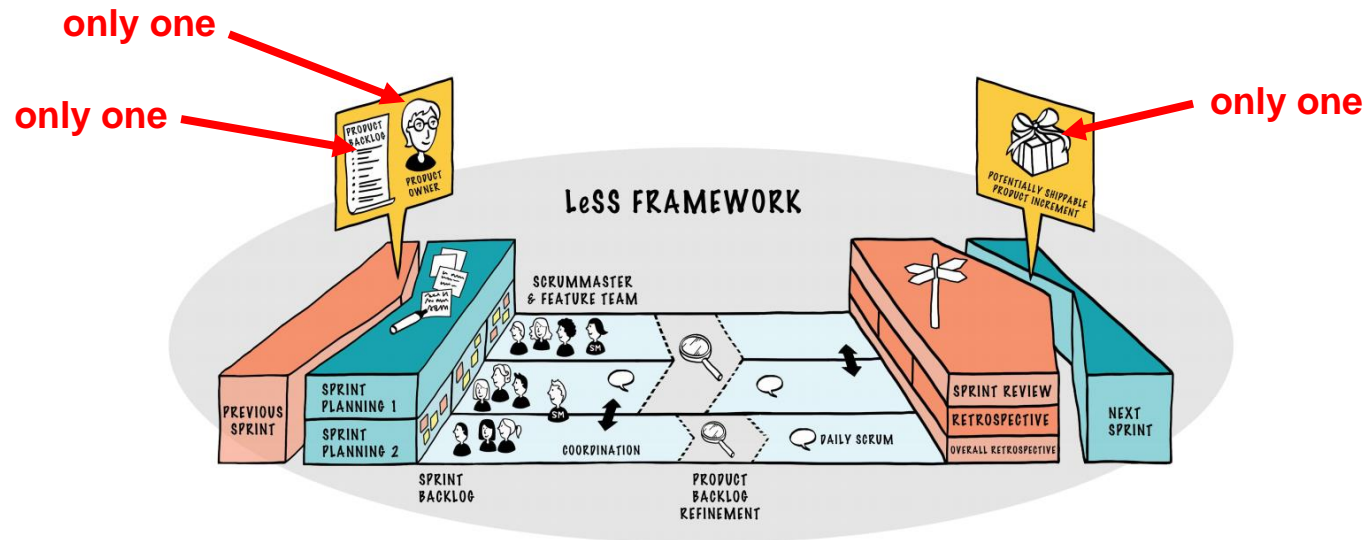 only one
only one
only one
PRODUCT
BACKLOG
PRODUCT
OWNER
POTENTIALLY SHIPPABLE
PRODUCT INCREMENT
LeSS FRAMEWORK
SCRUMMASTER
& FEATURE TEAM
SM
SPRINT
PLANNING 1
SM
SPRINT REVIEW
PREVIOUS
SPRINT
RETROSPECTIVE
NEXT
SPRINT
SPRINT
PLANNING 2
COORDINATION
DAILY SCRUM
OVERALL RETROSPECTIVE
SPRINT
BACKLOG
PRODUCT
BACKLOG
REFINEMENT